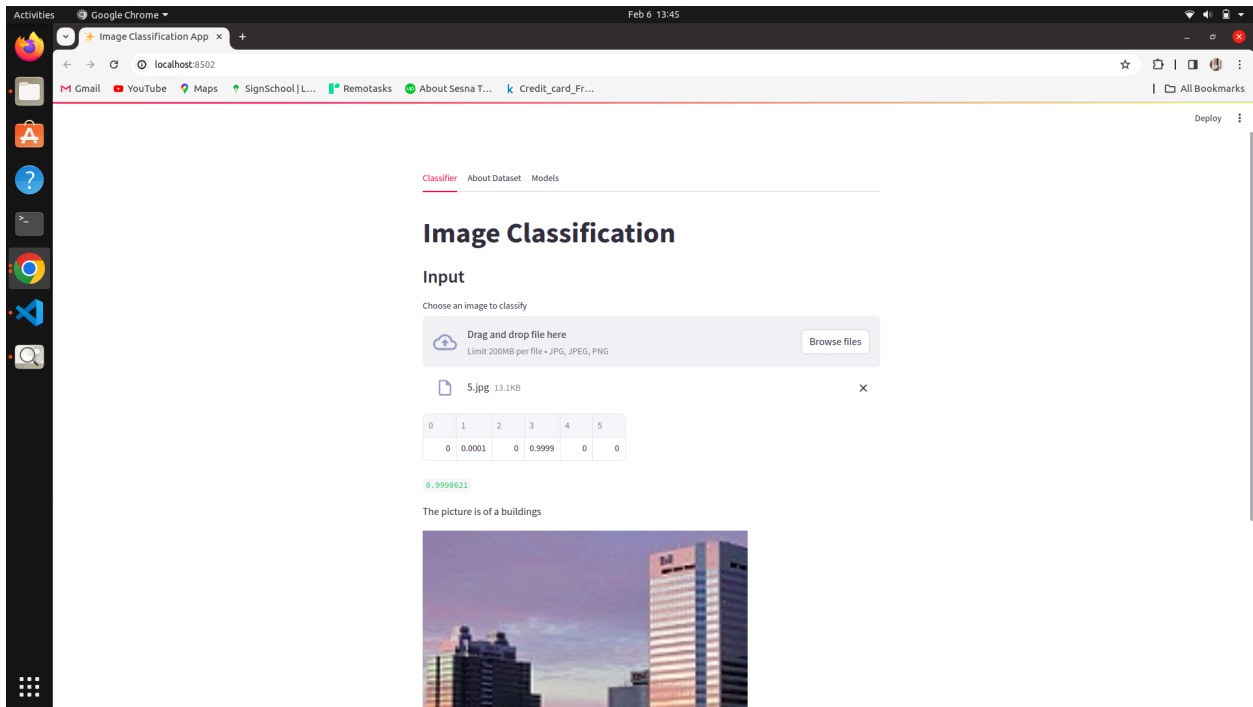 Activities Google Chrome Feb 6 13:45
Image Classification App
localhost:8502
Gmail YouTube Maps SignSchool | L... Remotasks About Sesna T... Credit_card_Fr... All Bookmarks
Deploy
Classifier About Dataset Models
Image Classification
Input
Choose an image to classify
Drag and drop file here
Limit 200MB per file • JPG, JPEG, PNG
Browse files
5.jpg 13.1KB
0 1 2 3 4 5
0 0.0001 0 0.9999 0 0
0.9998621
The picture is of a buildings